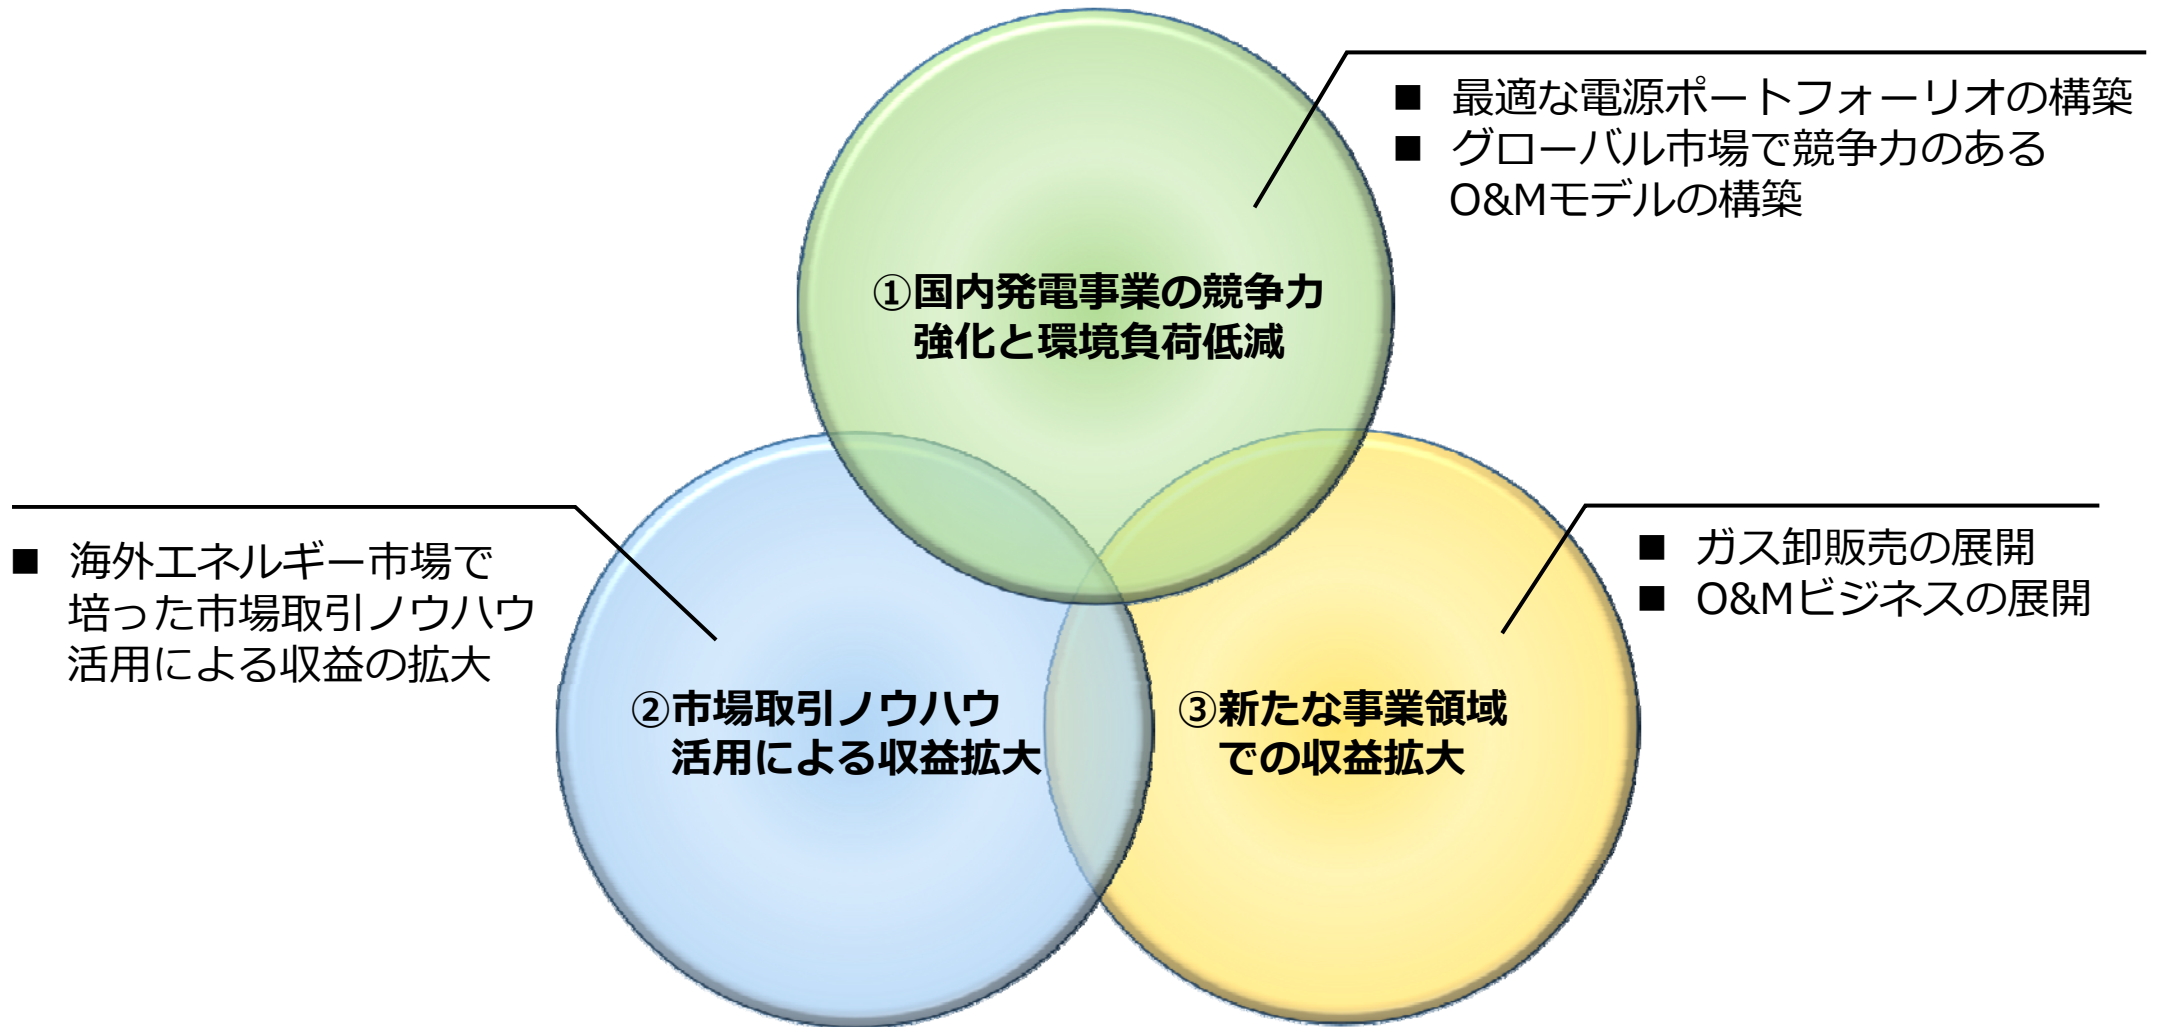 ■ 最適な電源ポートフォーリオの構築
■ グローバル市場で競争力のある
O&Mモデルの構築
①国内発電事業の競争力
強化と環境負荷低減
■ 海外エネルギー市場で
培った市場取引ノウハウ
活用による収益の拡大
■ ガス卸販売の展開
■ O&Mビジネスの展開
②市場取引ノウハウ
活用による収益拡大
③新たな事業領域
での収益拡大